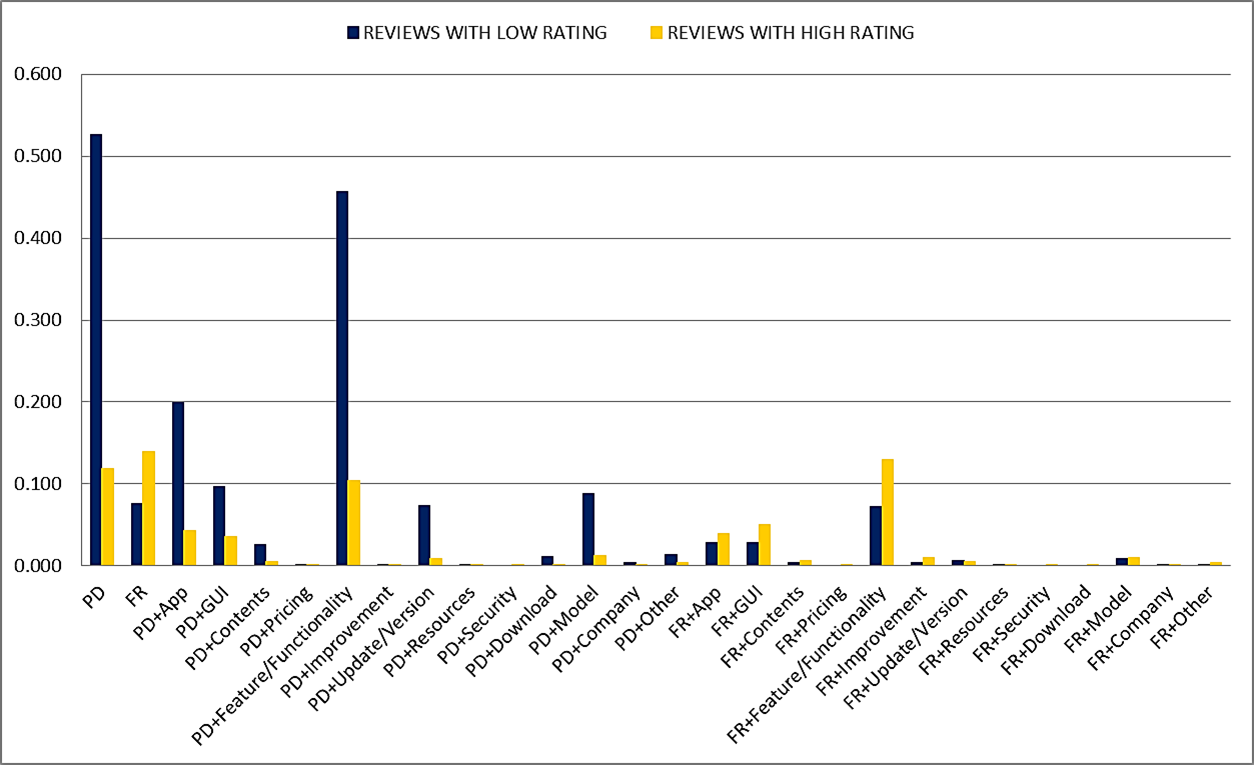 REVIEWS WITH LOW RATING REVIEWS WITH HIGH RATING
0.600
0.500
0.400
0.300
0.200
0.100
0.000
PD
FR
PD+App
PD+GUI
PD+Contents
PD+Pricing
PD+Feature/Functionality
PD+Improvement
PD+Update/Version
PD+Resources
PD+Security
PD+Download
PD+Model
PD+Company
PD+Other
FR+App
FR+GUI
FR+Contents
FR+Pricing
FR+Feature/Functionality
FR+Improvement
FR+Update/Version
FR+Resources
FR+Security
FR+Download
FR+Model
FR+Company
FR+Other